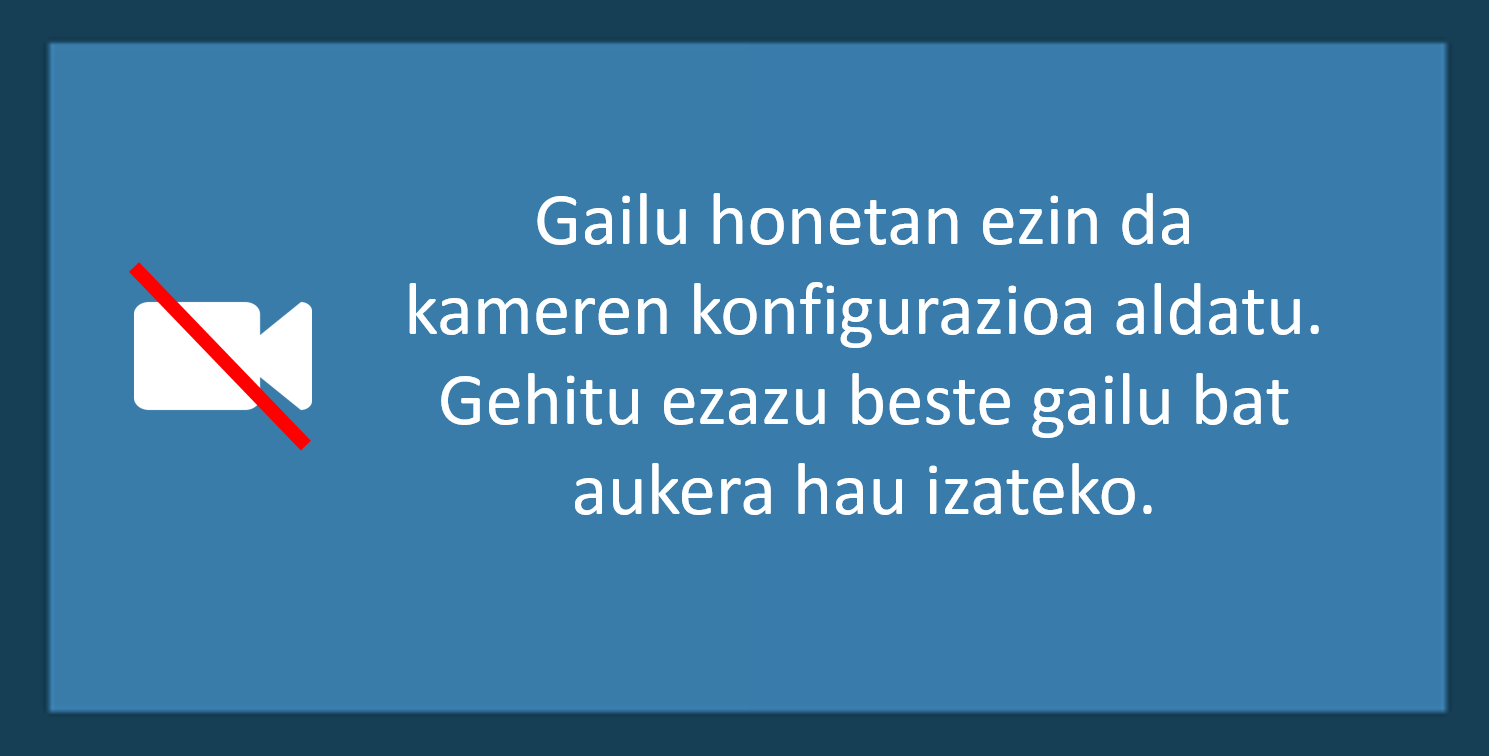 Gailu honetan ezin da
kameren konfigurazioa aldatu.
Gehitu ezazu beste gailu bat
aukera hau izateko.